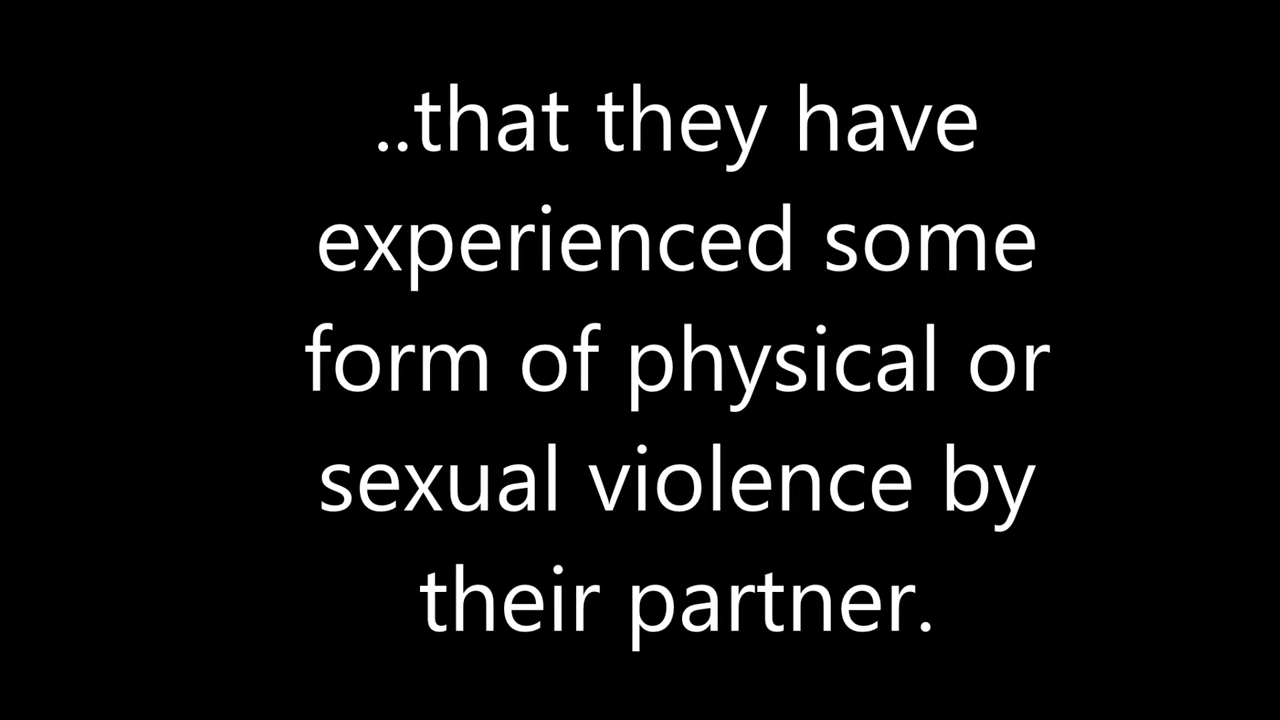 ..that they have
experienced some
form of physical or
sexual violence by
their partner.